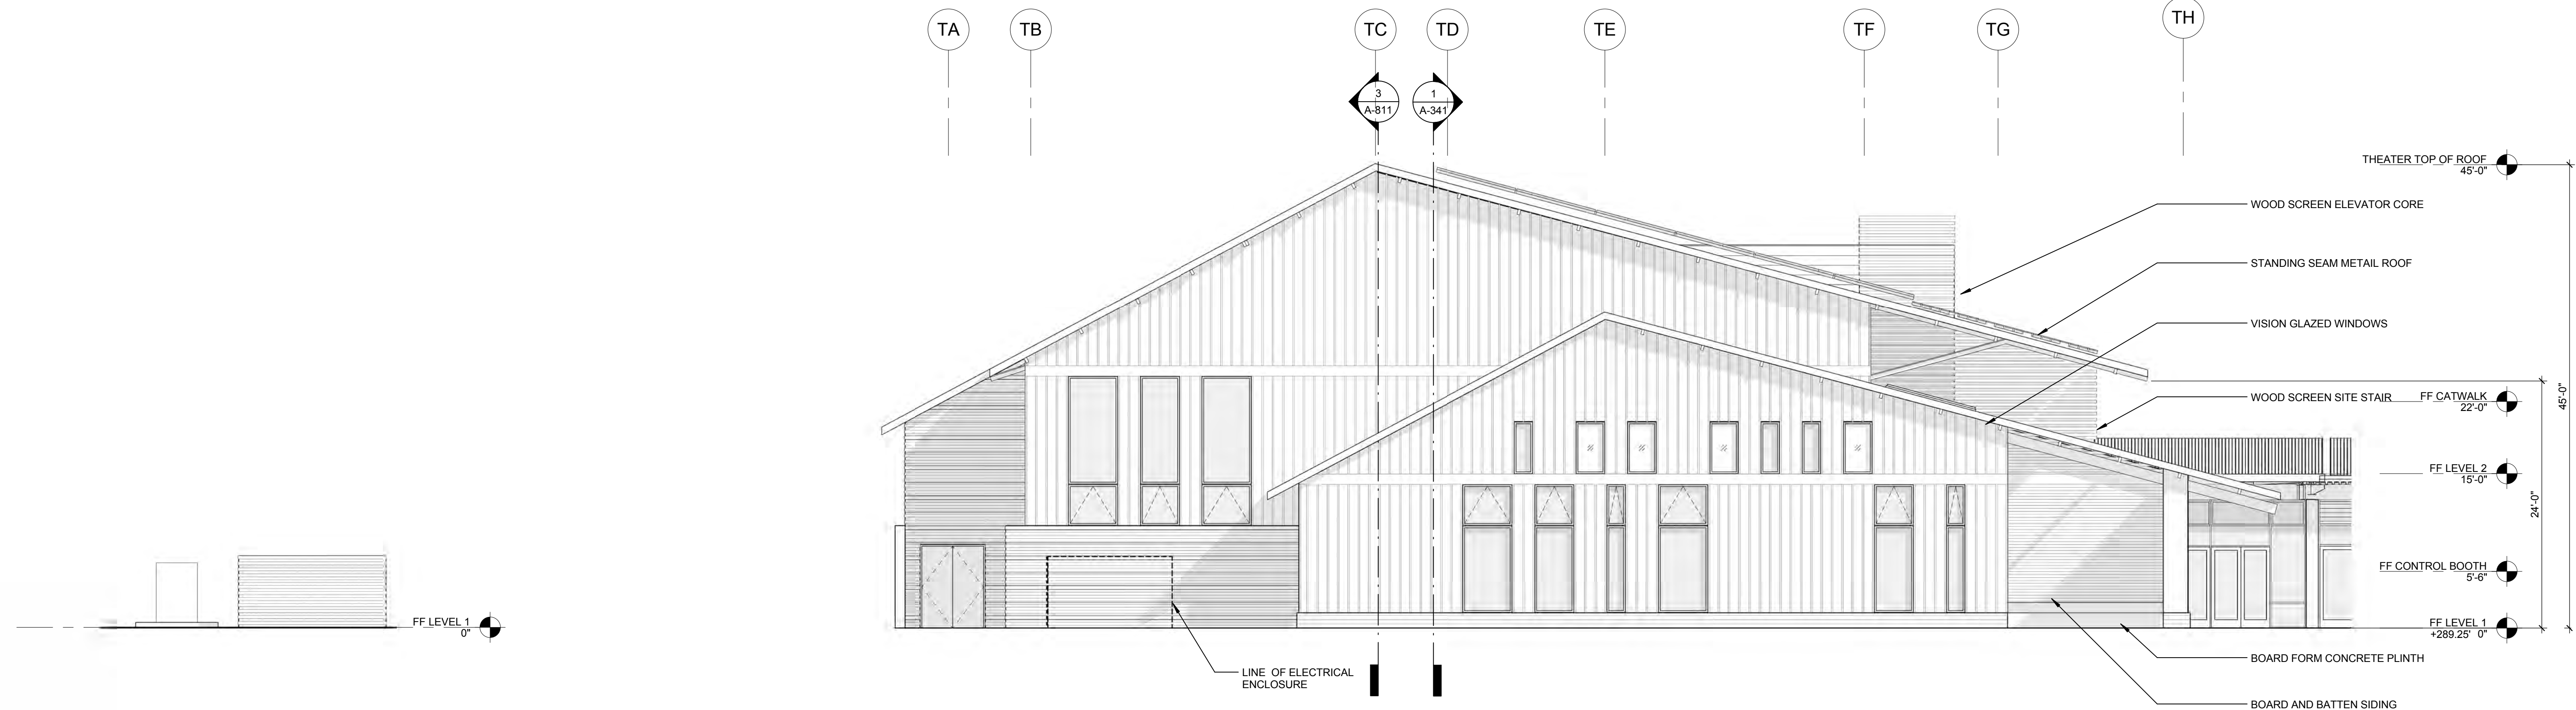 TA
TB
TC
TD
TE
TF
TG
TH
3
A-811
1
A-341
THEATER TOP OF ROOF
45'-0"
WOOD SCREEN ELEVATOR CORE
STANDING SEAM METAIL ROOF
VISION GLAZED WINDOWS
WOOD SCREEN SITE STAIR
FF CATWALK
22'-0"
45'-0"
FF LEVEL 2
15'-0"
24'-0"
FF CONTROL BOOTH
5'-6"
FF LEVEL 1
0"
FF LEVEL 1
+289.25' 0"
BOARD FORM CONCRETE PLINTH
LINE OF ELECTRICAL
ENCLOSURE
BOARD AND BATTEN SIDING